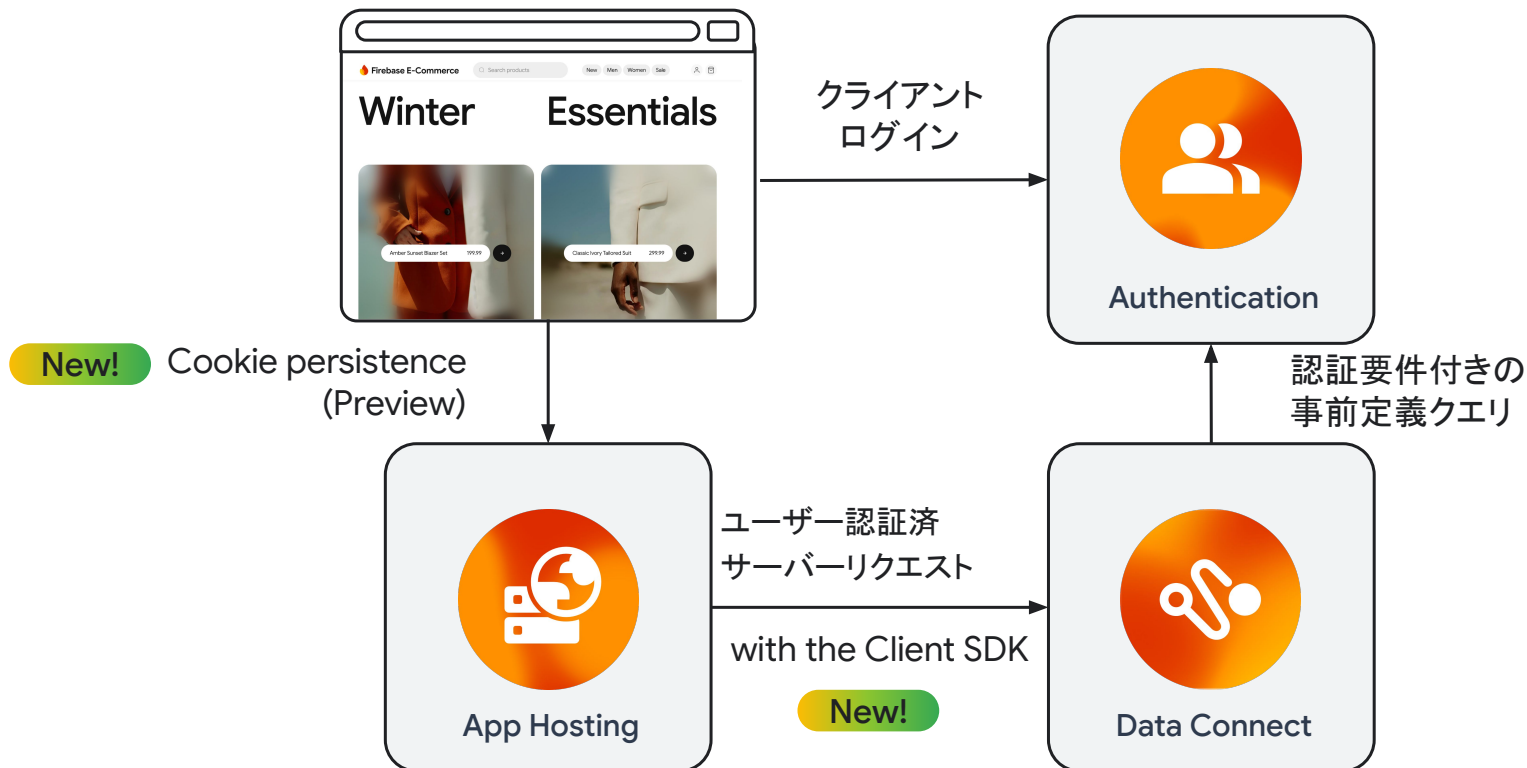 Firebase E-Commerce
Search products
New
Men
Women
Sale
Winter
Essentials
Amber Sunset Blazer Set
199.99
Classic Ivory Tailored Suit
299.99
クライアント
ログイン
Authentication
New!
Cookie persistence
(Preview)
認証要件付きの
事前定義クエリ
ユーザー認証済
サーバーリクエスト
with the Client SDK
New!
App Hosting
Data Connect